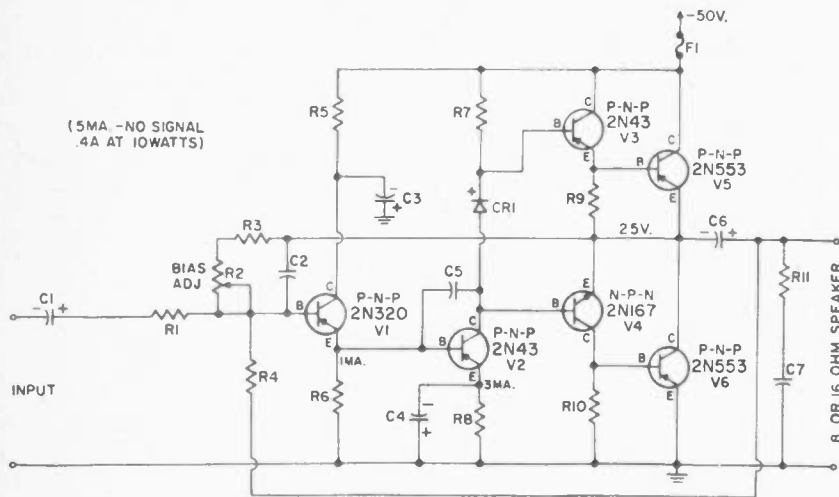 -50V.
F1
(5MA.-NO SIGNAL
.4A AT 10WATTS)
R5
R7
P-N-P
2N43
V3
B
C
E
P-N-P
2N553
V5
B
C
E
C3
-
+
CR1
+
R9
R3
25V.
C6
-
+
BIAS
ADJ
R2
C2
C5
R11
C1
-
+
R1
P-N-P
2N320
V1
B
C
E
N-P-N
2N167
V4
B
E
C
P-N-P
2N43
V2
B
C
E
P-N-P
2N553
V6
B
C
E
1MA.
3MA.
INPUT
R4
R6
C4
-
+
R8
R10
C7
8 OR 16 OHM SPEAKER